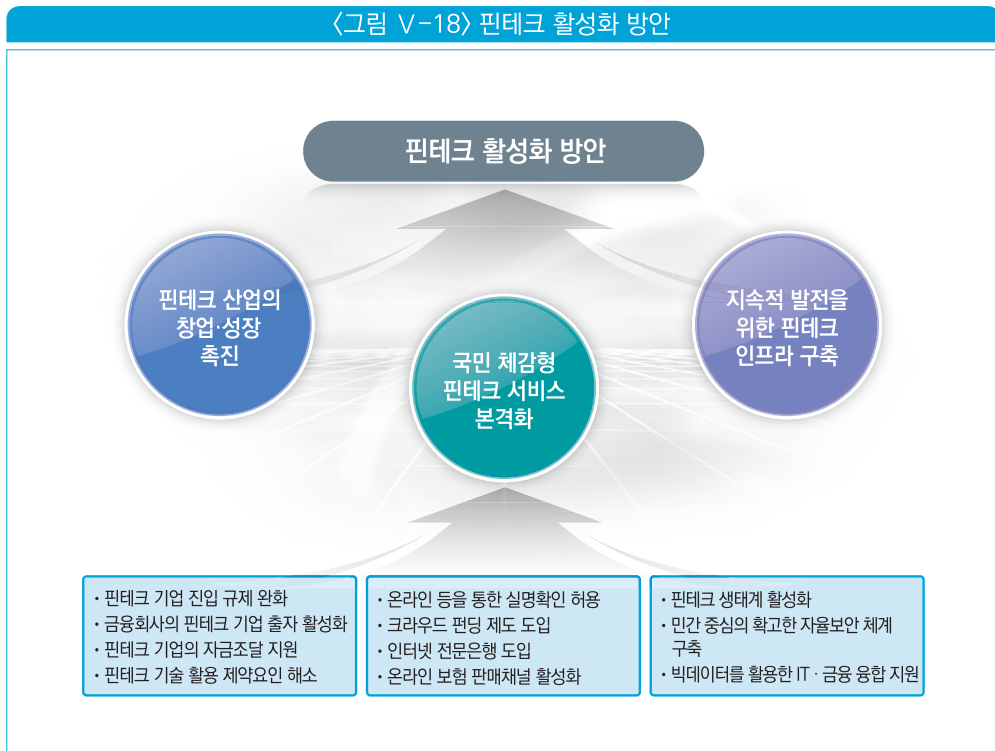 〈그림 Ⅴ-18〉 핀테크 활성화 방안
핀테크 활성화 방안
핀테크 산업의
창업·성장
촉진
국민 체감형
핀테크 서비스
본격화
지속적 발전을
위한 핀테크
인프라 구축
• 핀테크 기업 진입 규제 완화
• 금융회사의 핀테크 기업 출자 활성화
• 핀테크 기업의 자금조달 지원
• 핀테크 기술 활용 제약요인 해소
• 온라인 등을 통한 실명확인 허용
• 크라우드 펀딩 제도 도입
• 인터넷 전문은행 도입
• 온라인 보험 판매채널 활성화
• 핀테크 생태계 활성화
• 민간 중심의 확고한 자율보안 체계
구축
• 빅데이터를 활용한 IT · 금융 융합 지원